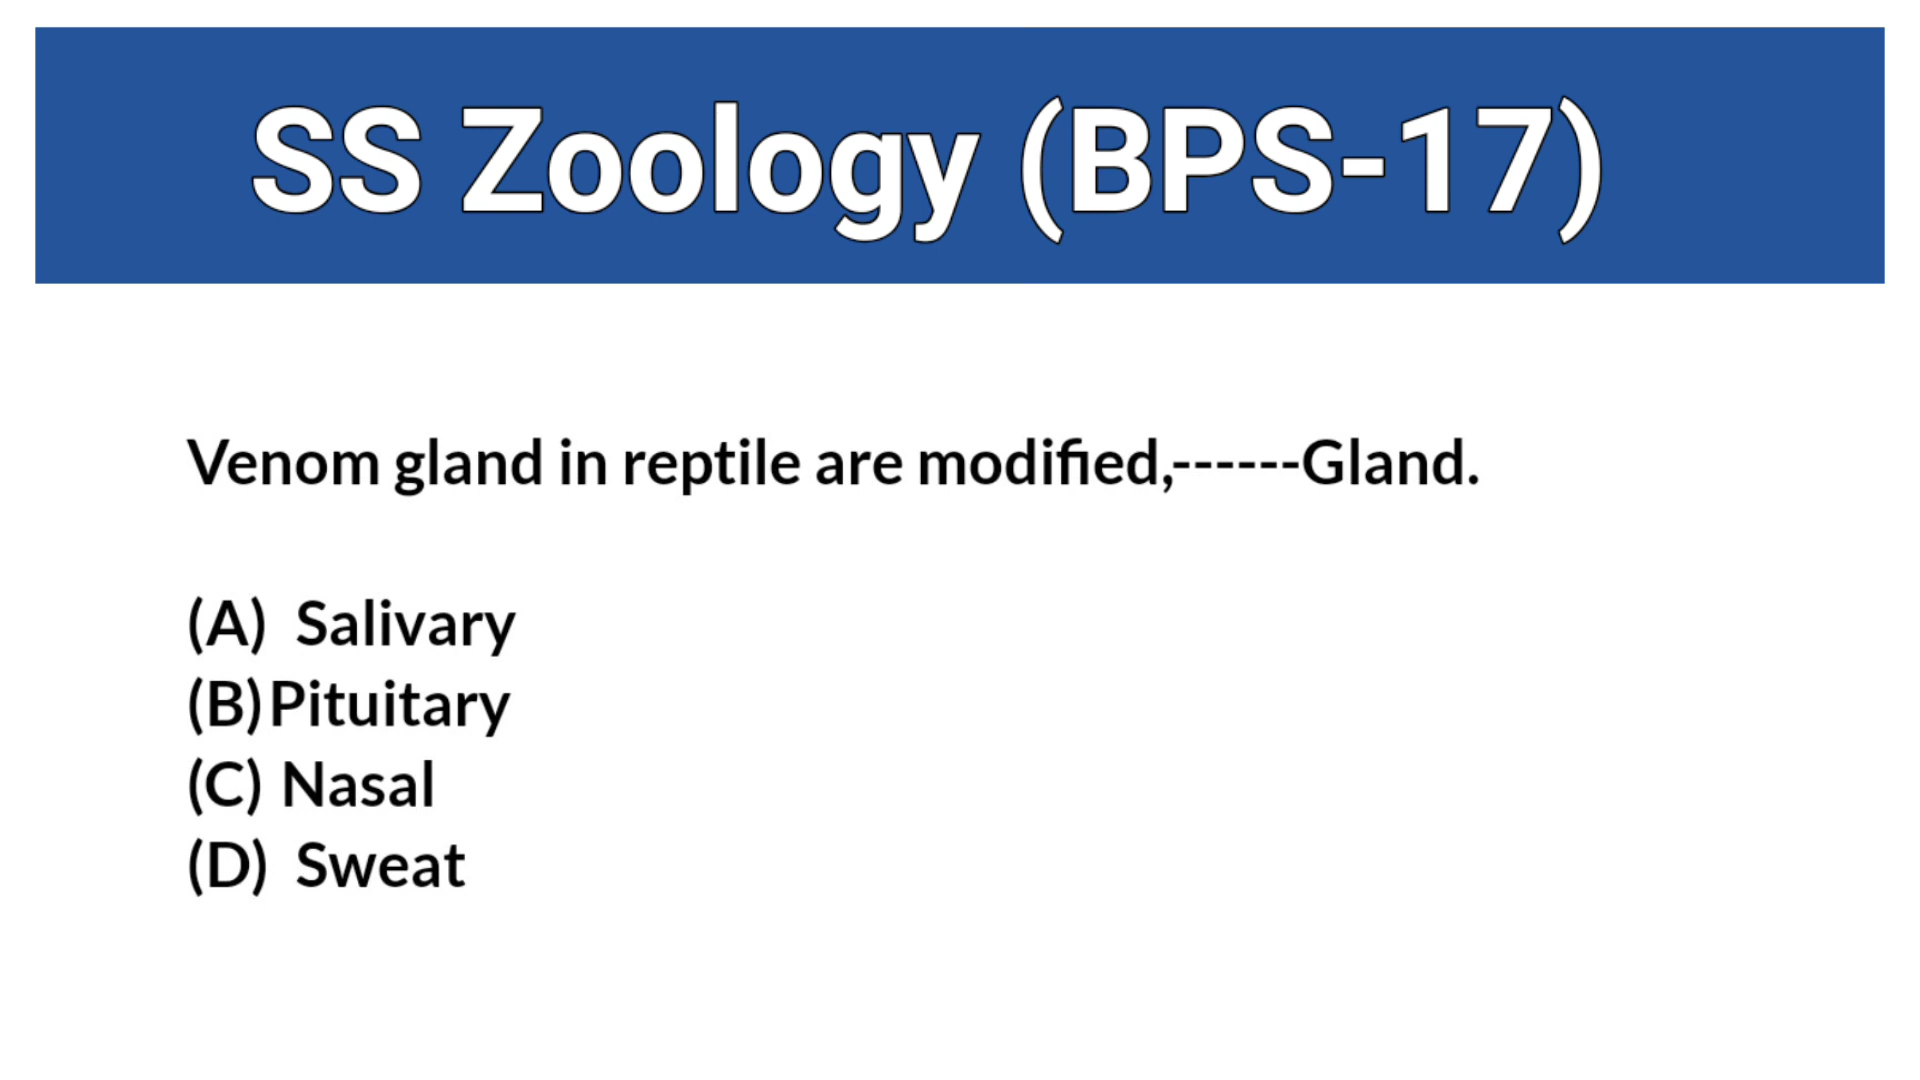 SS Zoology (BPS-17)
Venom gland in reptile are modified,------Gland.
(A) Salivary
(B)Pituitary
(C) Nasal
(D) Sweat